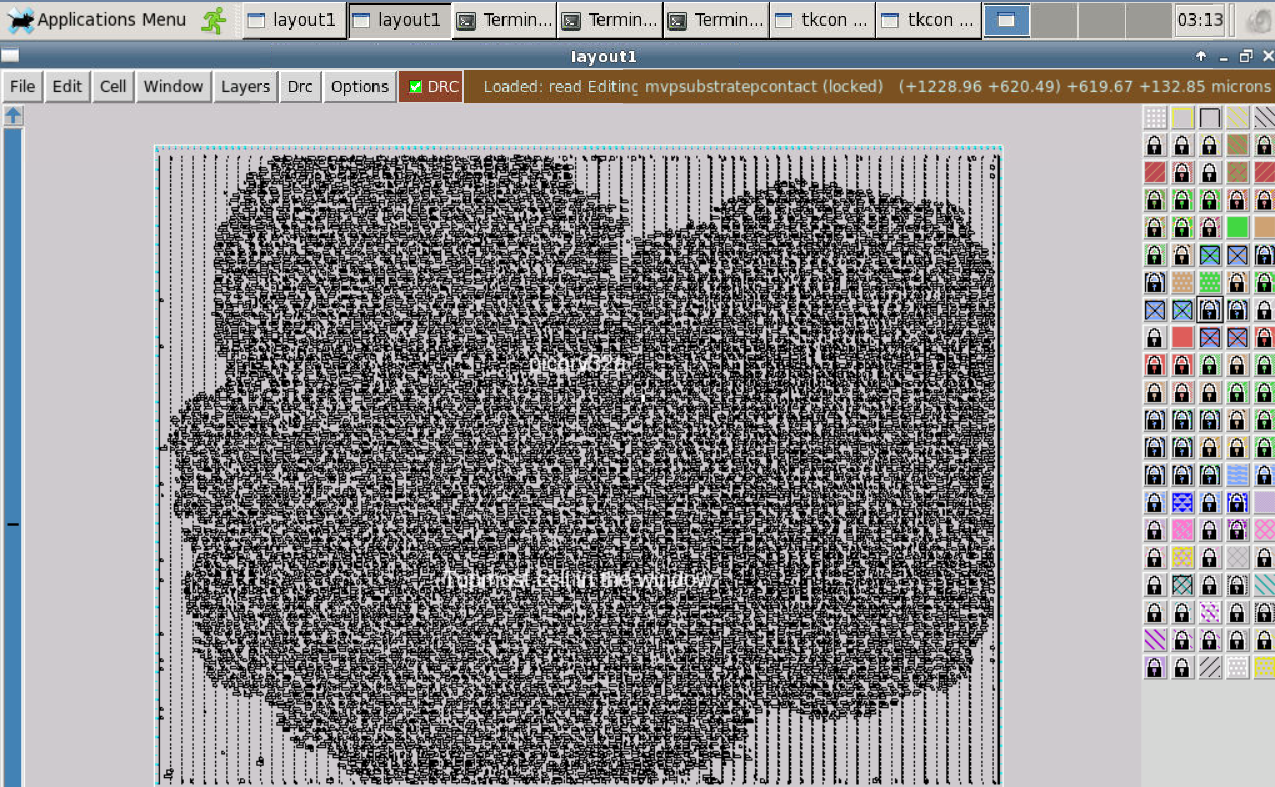 Applications Menu layout1 layout1 Termin... Termin... Termin... tkcon ... tkcon ... 03:13
layout1
File Edit Cell Window Layers Drc Options DRC Loaded: read Editing mvpsubstratepcontact (locked) (+1228.96 +620.49) +619.67 +132.85 microns
Topmost cell in the window